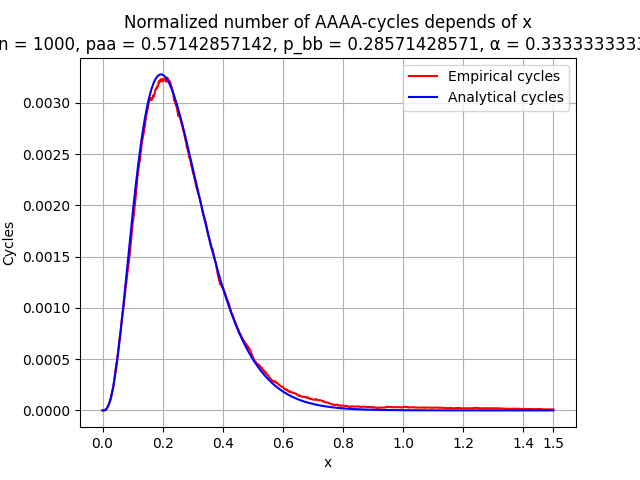 Normalized number of AAAA-cycles depends of x
n = 1000, paa = 0.57142857142, p_bb = 0.28571428571, α = 0.3333333333
Empirical cycles
Analytical cycles
Cycles
0.0030
0.0025
0.0020
0.0015
0.0010
0.0005
0.0000
0.0 0.2 0.4 0.6 0.8 1.0 1.2 1.4 1.5
x